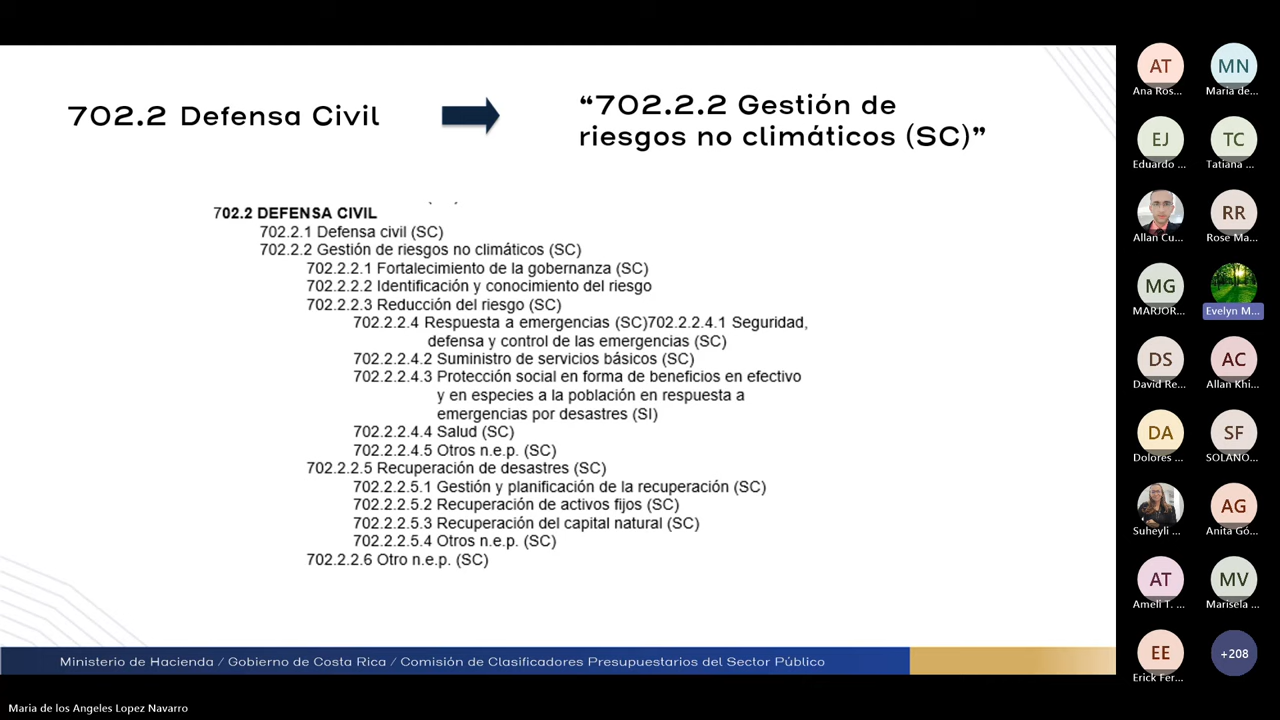 702.2 Defensa Civil
“702.2.2 Gestión de
riesgos no climáticos (SC)”
702.2 DEFENSA CIVIL
702.2.1 Defensa civil (SC)
702.2.2 Gestión de riesgos no climáticos (SC)
702.2.2.1 Fortalecimiento de la gobernanza (SC)
702.2.2.2 Identificación y conocimiento del riesgo
702.2.2.3 Reducción del riesgo (SC)
702.2.2.4 Respuesta a emergencias (SC)702.2.2.4.1 Seguridad,
defensa y control de las emergencias (SC)
702.2.2.4.2 Suministro de servicios básicos (SC)
702.2.2.4.3 Protección social en forma de beneficios en efectivo
y en especies a la población en respuesta a
emergencias por desastres (SI)
702.2.2.4.4 Salud (SC)
702.2.2.4.5 Otros n.e.p. (SC)
702.2.2.5 Recuperación de desastres (SC)
702.2.2.5.1 Gestión y planificación de la recuperación (SC)
702.2.2.5.2 Recuperación de activos fijos (SC)
702.2.2.5.3 Recuperación del capital natural (SC)
702.2.2.5.4 Otros n.e.p. (SC)
702.2.2.6 Otro n.e.p. (SC)
Ministerio de Hacienda / Gobierno de Costa Rica / Comisión de Clasificadores Presupuestarios del Sector Público
AT
Ana Ros...
MN
Maria de...
EJ
Eduardo ...
TC
Tatiana ...
Allan Cu...
RR
Rose Ma...
MG
MARJOR...
Evelyn M...
DS
David Re...
AC
Allan Khi...
DA
Dolores ...
SF
SOLANO...
Suheyli ...
AG
Anita Gó...
AT
Ameli T. ...
MV
Marisela ...
EE
Erick Fer...
+208
Maria de los Angeles Lopez Navarro